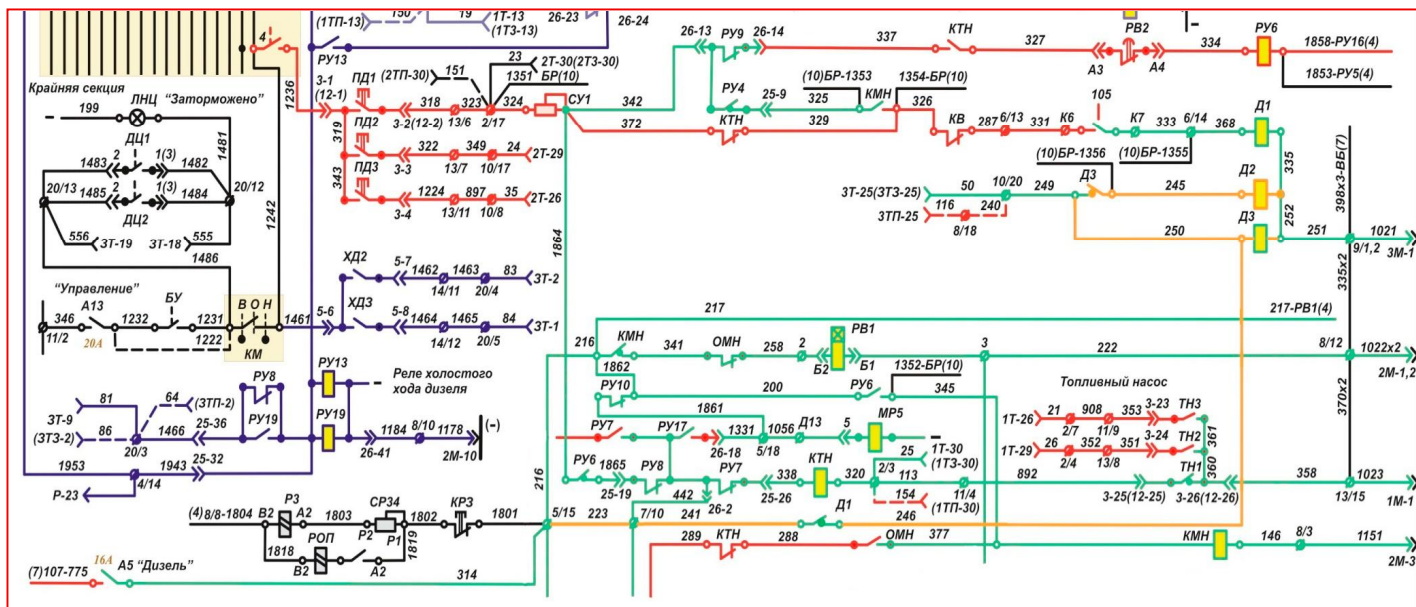 (1ТП-13) 150 19 1Т-13
(1ТЗ-13)
26-23 26-24
4 РУ13
26-13 РУ9 26-14 337 КТН 327 РВ2 334 РУ6 1858-РУ16(4)
А3 А4
1853-РУ5(4)
1236
Крайняя секция
199 ЛНЦ "Заторможено"
3-1
(12-1)
ПД1 318 323 (2ТП-30) 151 23 2Т-30(2ТЗ-30)
1351 БР(10)
324 СУ1 342
3-2(12-2) 13/6 2/17
319 ПД2 322 349 24 2Т-29
3-3 13/7 10/17
343 ПД3 1224 897 35 2Т-26
3-4 13/11 10/8
РУ4 25-9 325 (10)БР-1353 КМН 1354-БР(10)
372 КТН 329 326
КВ 287 6/13 331 К6 105 К7 333 6/14 368 Д1
(10)БР-1356 (10)БР-1355
335
ДЦ1 1481
1483 2 1(3) 1482
1485 2 1(3) 1484
20/13 20/12
ДЦ2
1242
556 3Т-19 3Т-18 555
1486
3Т-25(3ТЗ-25) 50 10/20 249 Д3 245 Д2
3ТП-25 116 240
8/18
250 Д3 252 251 1021
9/1,2 3М-1
398х3-ВБ(7)
335х2
1864
"Управление"
346 А13 1232 БУ 1231 В О Н 1461
11/2 20А 1222
КМ
ХД2 5-7 1462 1463 83 3Т-2
14/11 20/4
5-6 ХД3 5-8 1464 1465 84 3Т-1
14/12 20/5
217 217-РВ1(4)
216 КМН 341 ОМН 258 2 РВ1 3 222 8/12 1022х2
Б2 Б1 2М-1,2
1862 1352-БР(10)
РУ10 200 РУ6 345
370х2
РУ13 Реле холостого
хода дизеля
РУ8
81 64 (3ТП-2)
3Т-9
(3ТЗ-2) 86 1466 25-36 РУ19 РУ19 1184 8/10 1178 (-)
20/3 26-41 2М-10
1861
РУ7 РУ17 1331 1056 Д13 5 МР5
26-18 5/18
1Т-30
(1ТЗ-30)
Топливный насос
1Т-26 21 908 353 3-23 ТН3
2/7 11/9
1Т-29 26 352 351 3-24 ТН2
2/4 13/8
361
360
1953 1943 25-32
4/14
Р-23
216
РУ6 1865 РУ8 РУ7 338 КТН 320 2/3 25 113 892 ТН1 358 1023
25-19 442 26-2 25-26 154 11/4 3-25(12-25) 3-26(12-26) 13/15 1М-1
(1ТП-30)
(4) 8/8-1804 Р3 1803 СР34 1802 КР3 1801 5/15 223 7/10 241 Д1 246
В2 А2 Р2 Р1
1818 РОП 1819
В2 А2
289 КТН 288 ОМН 377 КМН 146 8/3 1151
2М-3
(7)107-775 16А А5 "Дизель" 314